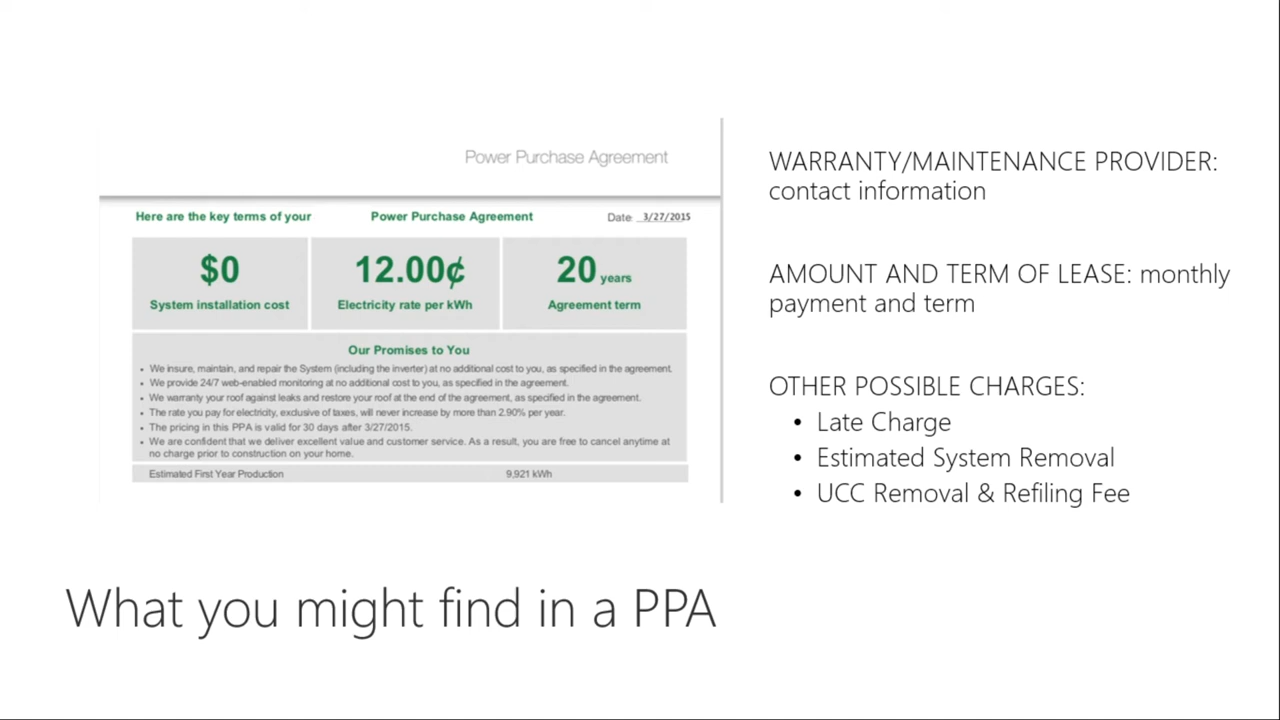 Power Purchase Agreement
Here are the key terms of your Power Purchase Agreement Date: 3/27/2015
$0
System installation cost
12.00¢
Electricity rate per kWh
20 years
Agreement term
Our Promises to You
• We insure, maintain, and repair the System (including the inverter) at no additional cost to you, as specified in the agreement.
• We provide 24/7 web-enabled monitoring at no additional cost to you, as specified in the agreement.
• We warranty your roof against leaks and restore your roof at the end of the agreement, as specified in the agreement.
• The rate you pay for electricity, exclusive of taxes, will never increase by more than 2.90% per year.
• The pricing in this PPA is valid for 30 days after 3/27/2015.
• We are confident that we deliver excellent value and customer service. As a result, you are free to cancel anytime at
no charge prior to construction on your home.
Estimated First Year Production 9,921 kWh
WARRANTY/MAINTENANCE PROVIDER:
contact information
AMOUNT AND TERM OF LEASE: monthly
payment and term
OTHER POSSIBLE CHARGES:
• Late Charge
• Estimated System Removal
• UCC Removal & Refiling Fee
What you might find in a PPA